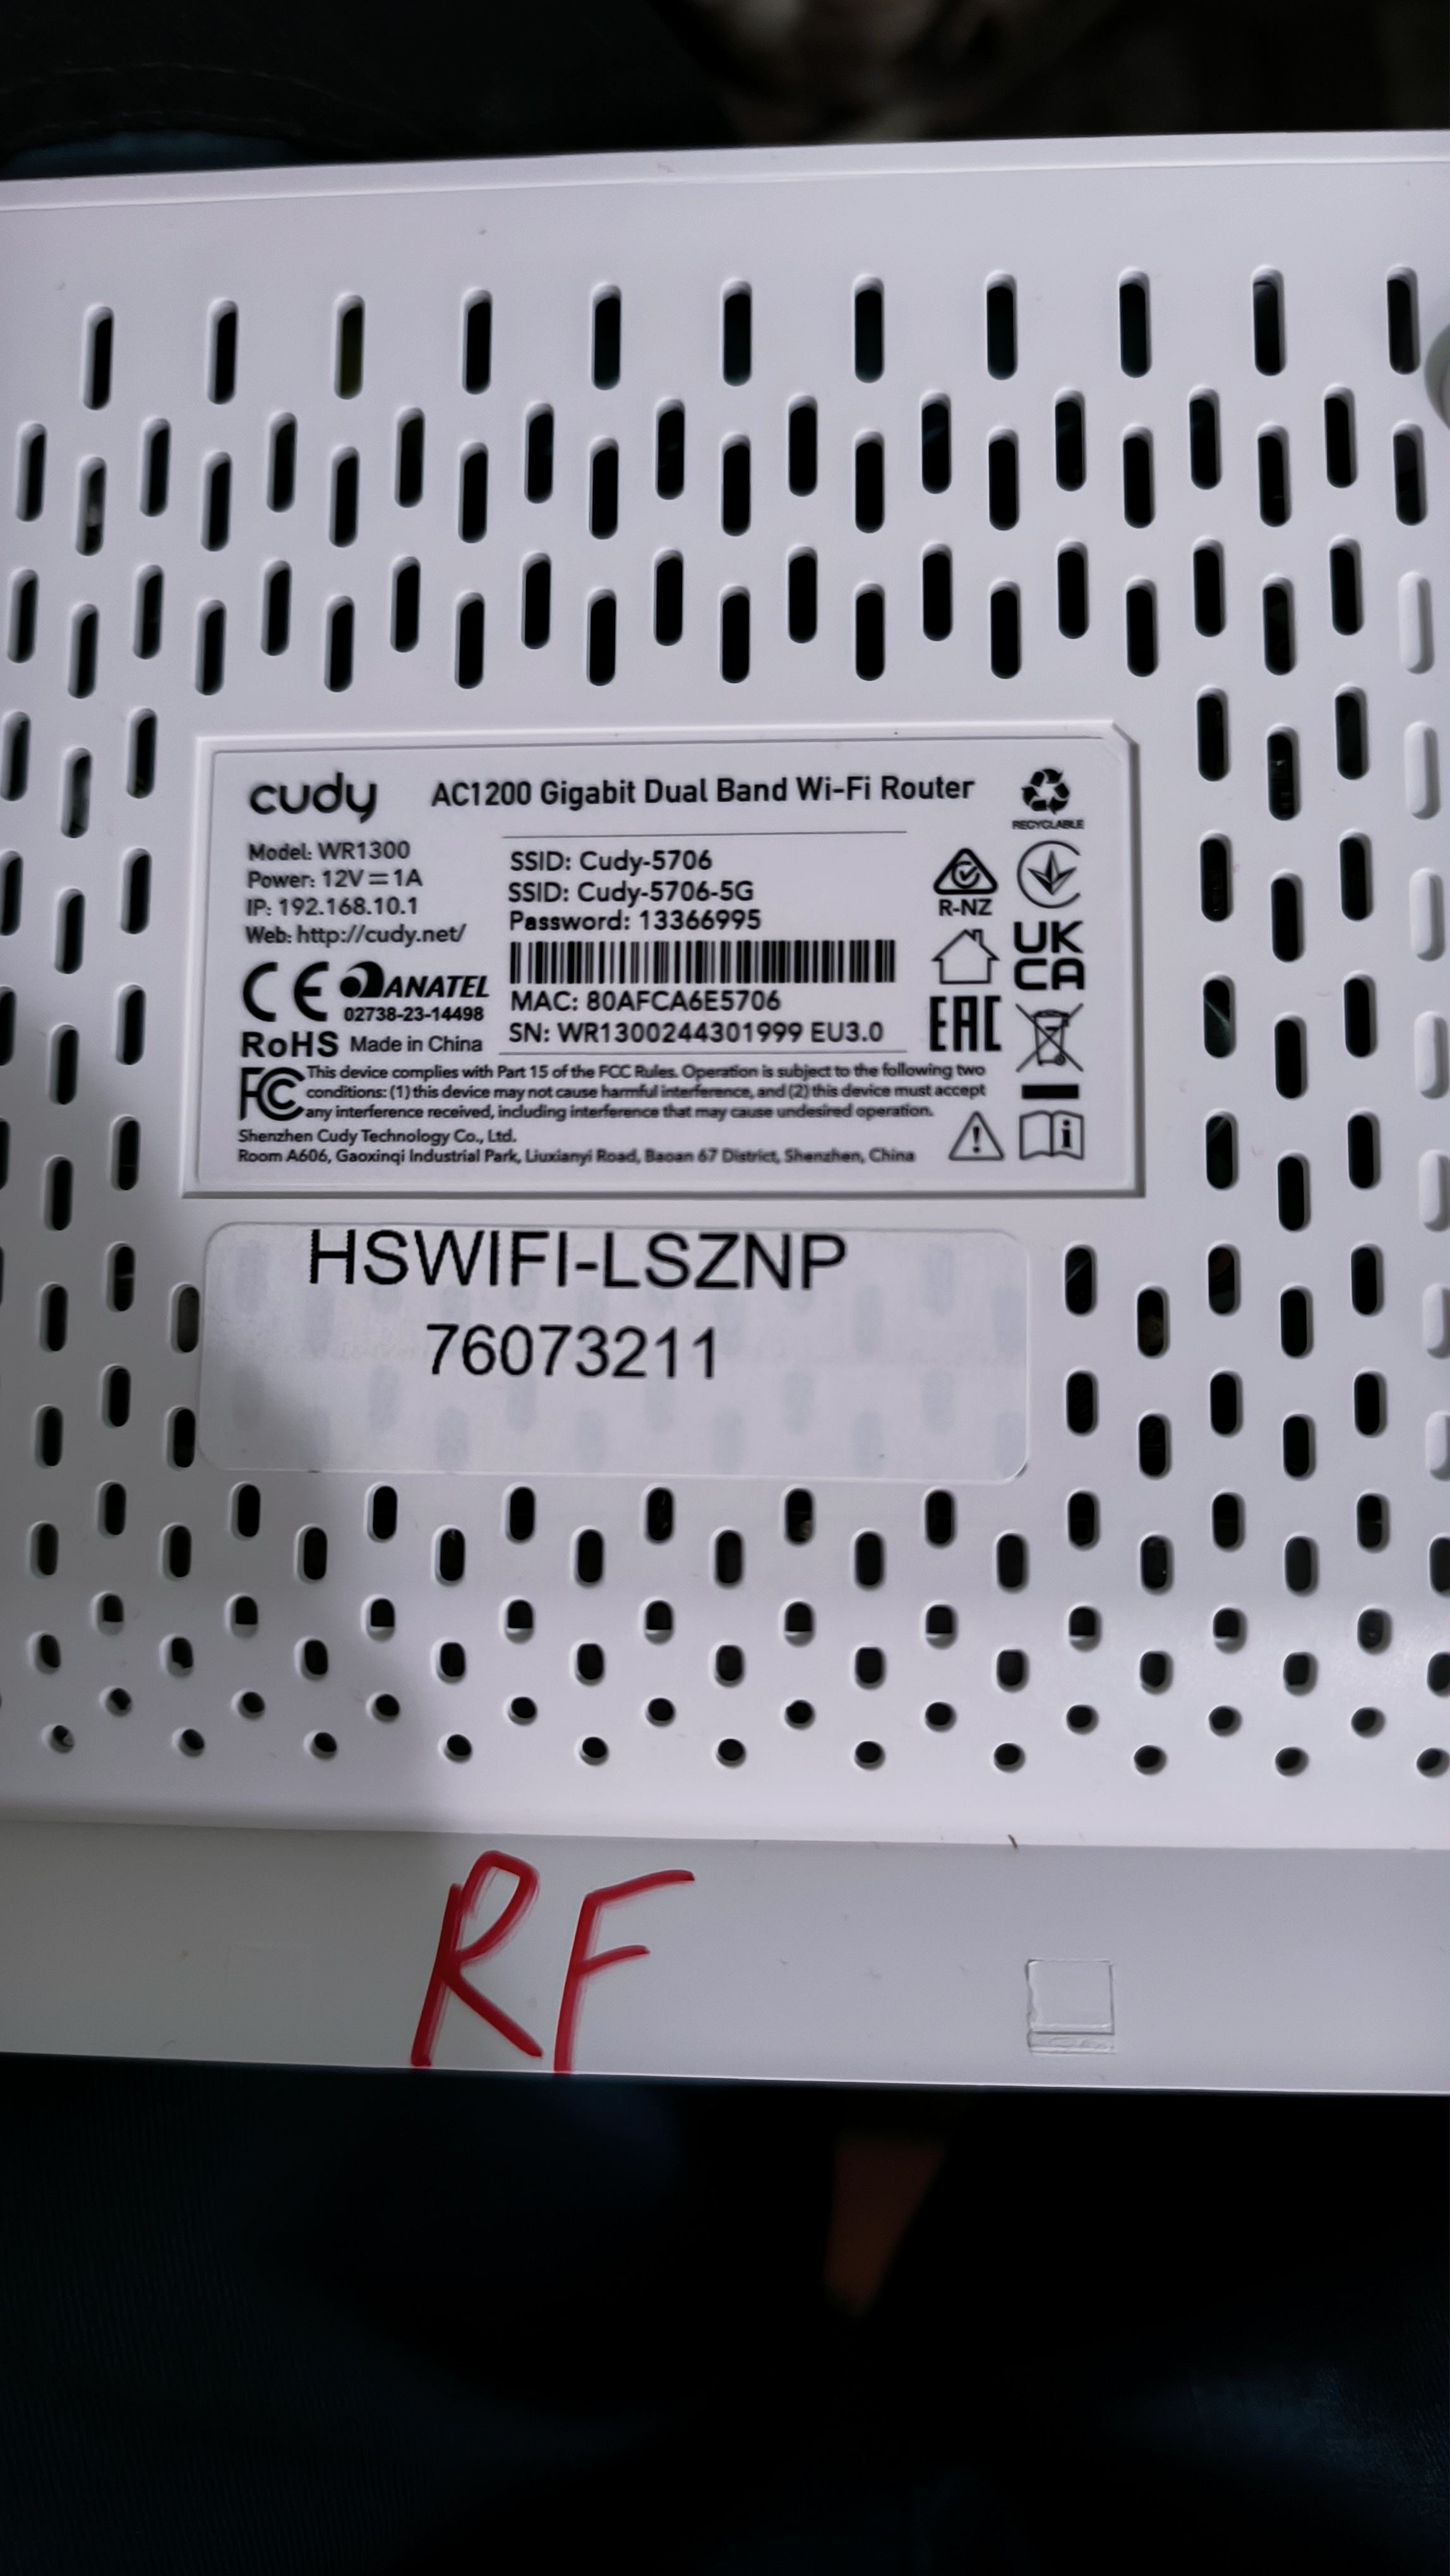 cudy AC1200 Gigabit Dual Band Wi-Fi Router
RECYCLABLE
Model: WR1300
Power: 12V⎓1A
IP: 192.168.10.1
Web: http://cudy.net/
SSID: Cudy-5706
SSID: Cudy-5706-5G
Password: 13366995
MAC: 80AFCA6E5706
SN: WR1300244301999 EU3.0
R-NZ
UK
CA
EAC
CE ANATEL
02738-23-14498
RoHS Made in China
FC This device complies with Part 15 of the FCC Rules. Operation is subject to the following two
conditions: (1) this device may not cause harmful interference, and (2) this device must accept
any interference received, including interference that may cause undesired operation.
Shenzhen Cudy Technology Co., Ltd.
Room A606, Gaoxinqi Industrial Park, Liuxianyi Road, Baoan 67 District, Shenzhen, China
HSWIFI-LSZNP
76073211
RF